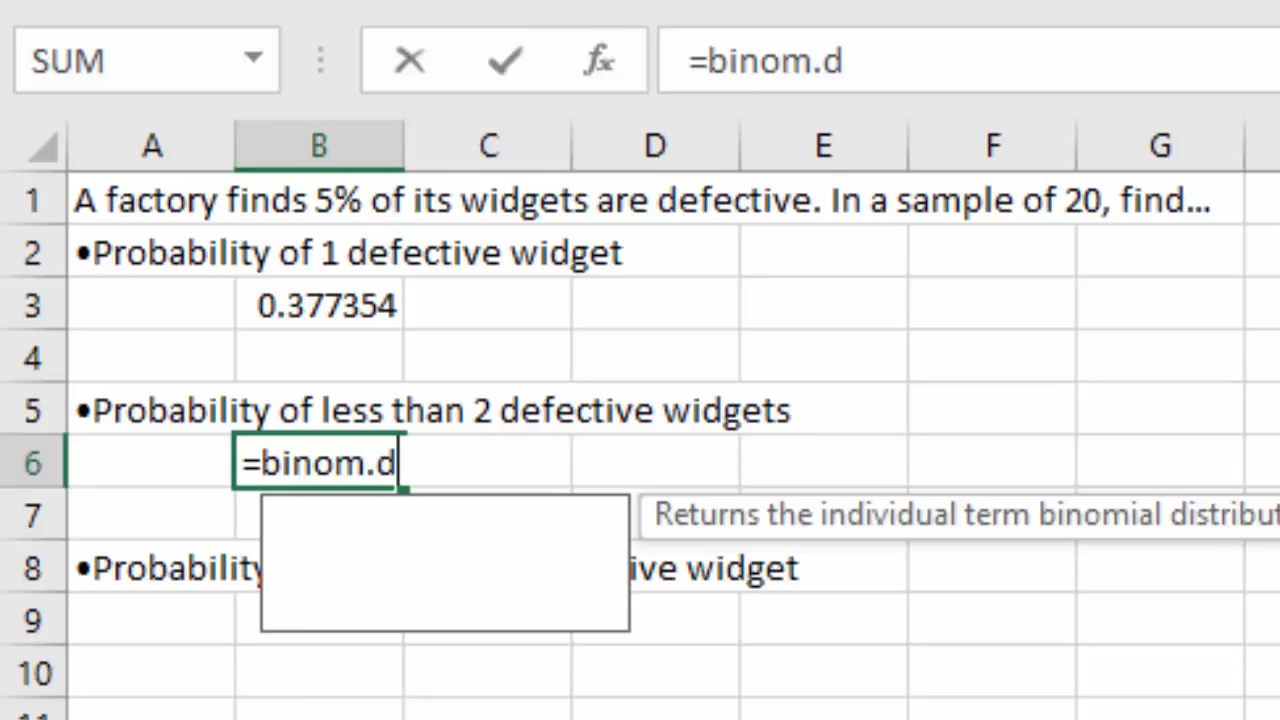 SUM fx =binom.d
A B C D E F G
1 A factory finds 5% of its widgets are defective. In a sample of 20, find...
2 •Probability of 1 defective widget
3 0.377354
4
5 •Probability of less than 2 defective widgets
6 =binom.d
7 Returns the individual term binomial distribut
8 •Probability ive widget
9
10
11